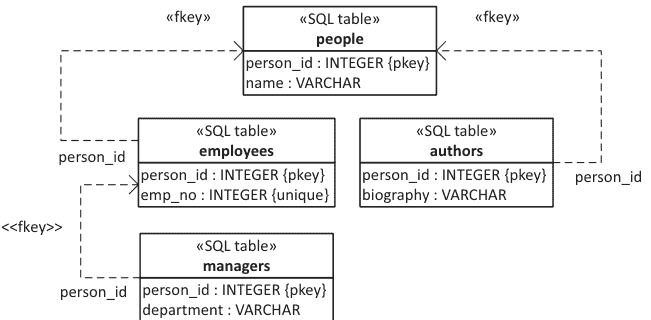 «fkey»
«SQL table»
people
«fkey»
person_id : INTEGER {pkey}
name : VARCHAR
«SQL table»
employees
person_id
person_id : INTEGER {pkey}
emp_no : INTEGER {unique}
«SQL table»
authors
person_id : INTEGER {pkey}
biography : VARCHAR
person_id
<<fkey>>
«SQL table»
managers
person_id
person_id : INTEGER {pkey}
department : VARCHAR